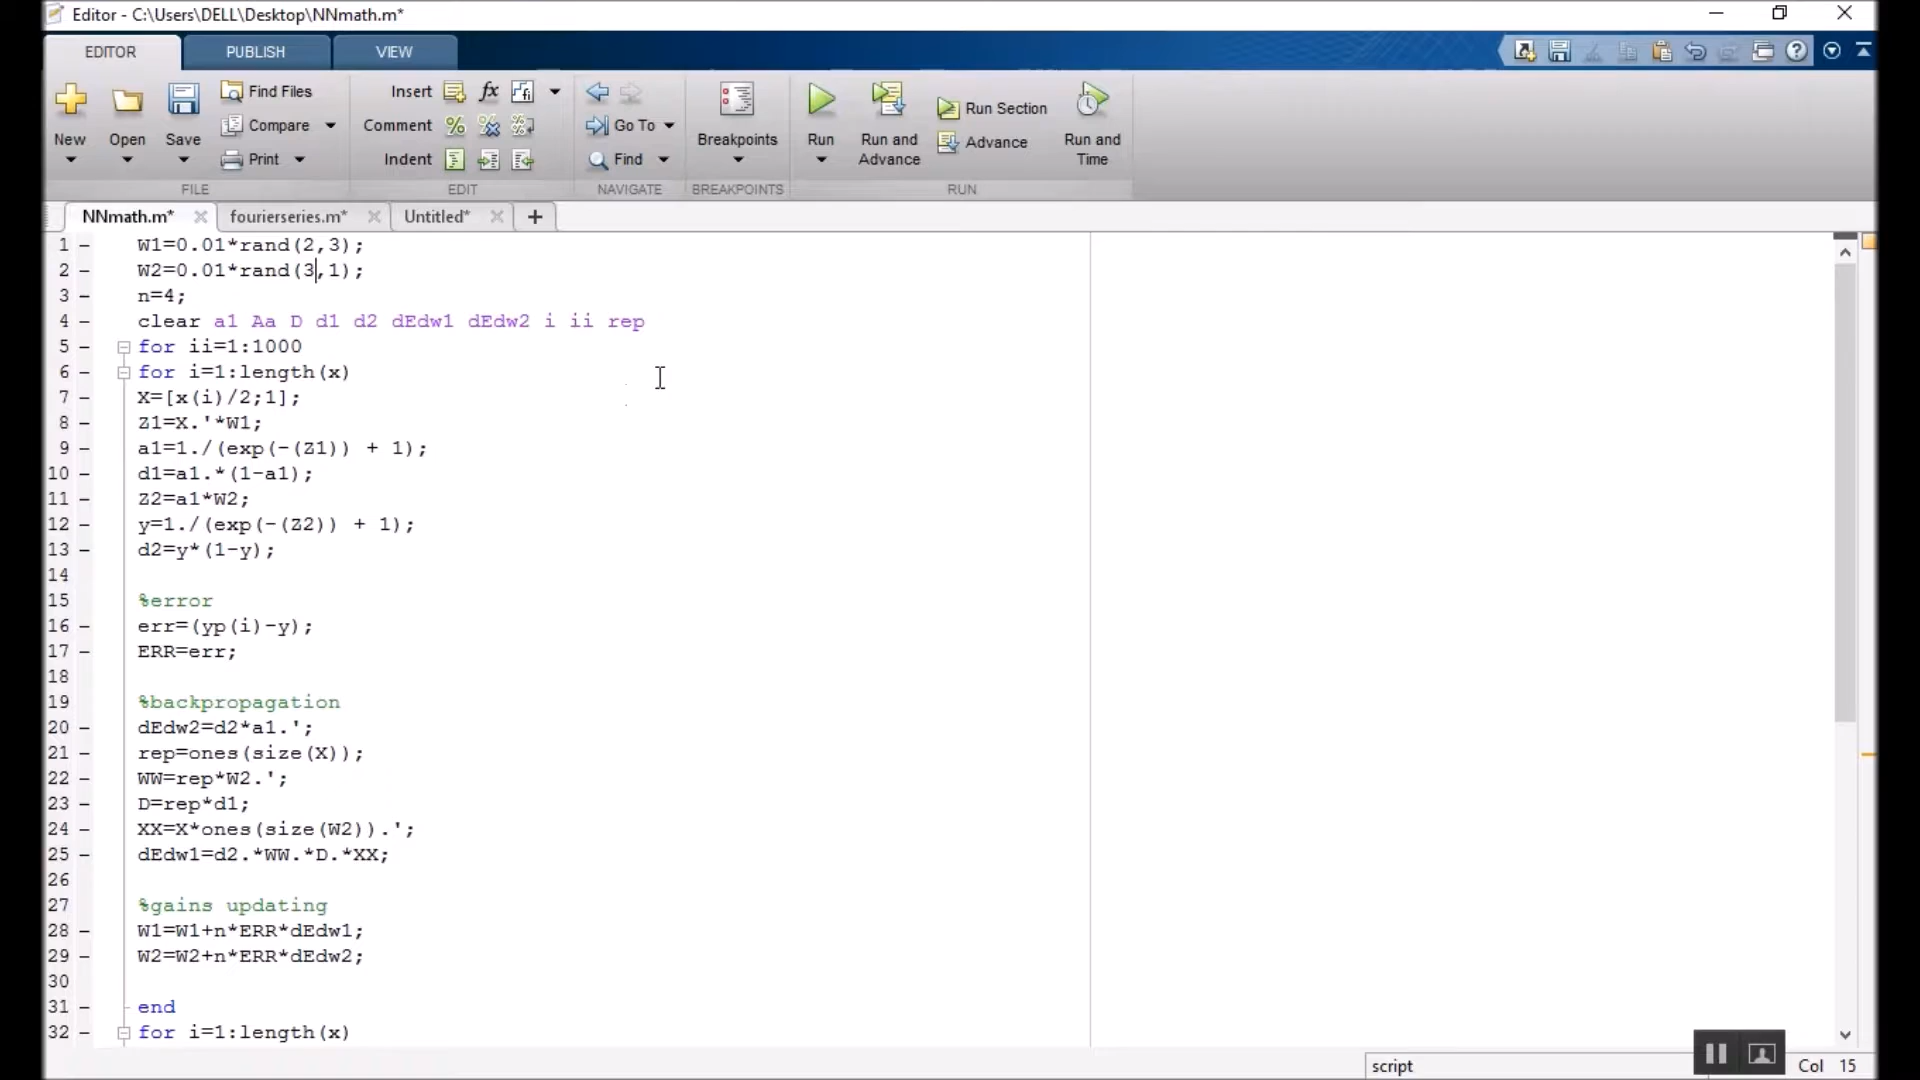 Editor - C:\Users\DELL\Desktop\NNmath.m*
EDITOR PUBLISH VIEW
New Open Save Find Files Compare Print
FILE
Insert fx
Comment
Indent
EDIT
Go To
Find
NAVIGATE
Breakpoints
BREAKPOINTS
Run Run and Advance Run Section Advance Run and Time
RUN
NNmath.m* fourierseries.m* Untitled* +
1 - W1=0.01*rand(2,3);
2 - W2=0.01*rand(3,1);
3 - n=4;
4 - clear a1 Aa D d1 d2 dEdw1 dEdw2 i ii rep
5 - for ii=1:1000
6 - for i=1:length(x)
7 - X=[x(i)/2;1];
8 - Z1=X.'*W1;
9 - a1=1./(exp(-(Z1)) + 1);
10 - d1=a1.*(1-a1);
11 - Z2=a1*W2;
12 - y=1./(exp(-(Z2)) + 1);
13 - d2=y*(1-y);
14
15 %error
16 - err=(yp(i)-y);
17 - ERR=err;
18
19 %backpropagation
20 - dEdw2=d2*a1.';
21 - rep=ones(size(X));
22 - WW=rep*W2.';
23 - D=rep*d1;
24 - XX=X*ones(size(W2)).';
25 - dEdw1=d2.*WW.*D.*XX;
26
27 %gains updating
28 - W1=W1+n*ERR*dEdw1;
29 - W2=W2+n*ERR*dEdw2;
30
31 - end
32 - for i=1:length(x)
script Col 15